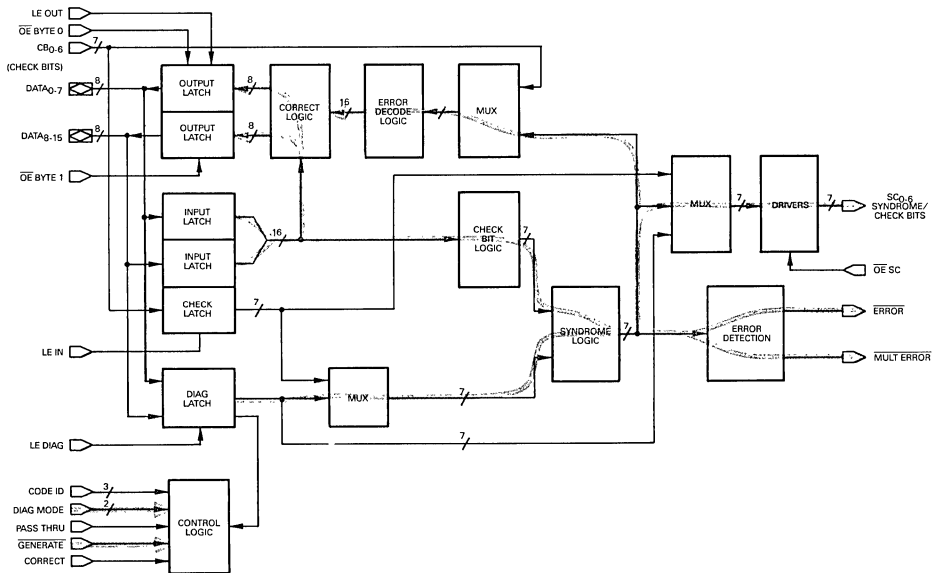 LE OUT
OE BYTE 0
CB0-6
7
(CHECK BITS)
DATA0-7
8
DATA8-15
8
OE BYTE 1
OUTPUT
LATCH
OUTPUT
LATCH
8
8
CORRECT
LOGIC
16
ERROR
DECODE
LOGIC
MUX
INPUT
LATCH
INPUT
LATCH
CHECK
LATCH
.16
7
CHECK
BIT
LOGIC
7
MUX
7
DRIVERS
7
SC0-6
SYNDROME/
CHECK BITS
OE SC
LE IN
SYNDROME
LOGIC
7
ERROR
DETECTION
ERROR
MULT ERROR
DIAG
LATCH
MUX
7
7
LE DIAG
CODE ID
3
DIAG MODE
2
PASS THRU
GENERATE
CORRECT
CONTROL
LOGIC